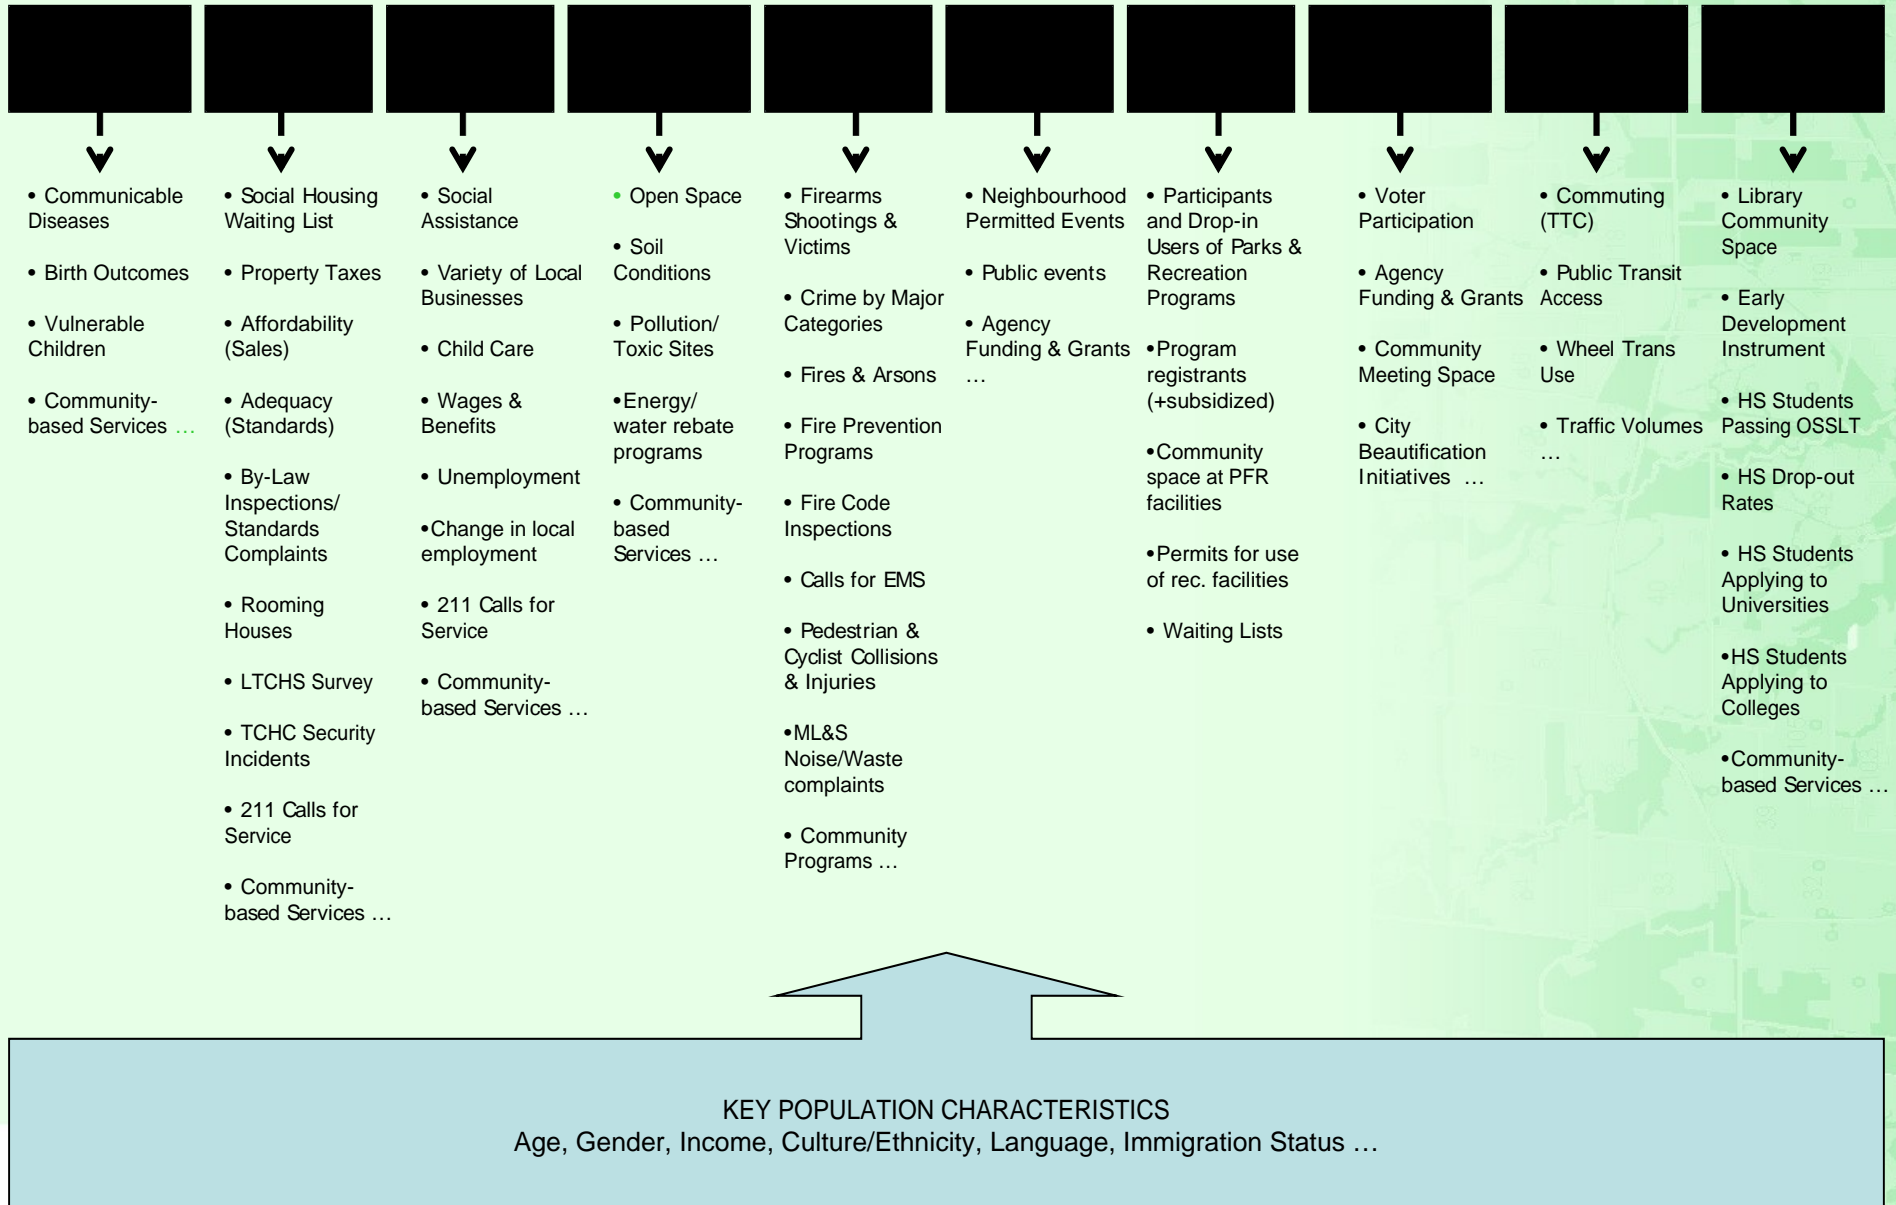 • Communicable
Diseases
• Birth Outcomes
• Vulnerable
Children
• Community-
based Services …
• Social Housing
Waiting List
• Property Taxes
• Affordability
(Sales)
• Adequacy
(Standards)
• By-Law
Inspections/
Standards
Complaints
• Rooming
Houses
• LTCHS Survey
• TCHC Security
Incidents
• 211 Calls for
Service
• Community-
based Services …
• Social
Assistance
• Variety of Local
Businesses
• Child Care
• Wages &
Benefits
• Unemployment
•Change in local
employment
• 211 Calls for
Service
• Community-
based Services …
• Open Space
• Soil
Conditions
• Pollution/
Toxic Sites
•Energy/
water rebate
programs
• Community-
based
Services …
• Firearms
Shootings &
Victims
• Crime by Major
Categories
• Fires & Arsons
• Fire Prevention
Programs
• Fire Code
Inspections
• Calls for EMS
• Pedestrian &
Cyclist Collisions
& Injuries
•ML&S
Noise/Waste
complaints
• Community
Programs …
• Neighbourhood
Permitted Events
• Public events
• Agency
Funding & Grants
…
• Participants
and Drop-in
Users of Parks &
Recreation
Programs
•Program
registrants
(+subsidized)
•Community
space at PFR
facilities
•Permits for use
of rec. facilities
• Waiting Lists
• Voter
Participation
• Agency
Funding & Grants
• Community
Meeting Space
• City
Beautification
Initiatives …
• Commuting
(TTC)
• Public Transit
Access
• Wheel Trans
Use
• Traffic Volumes
…
• Library
Community
Space
• Early
Development
Instrument
• HS Students
Passing OSSLT
• HS Drop-out
Rates
• HS Students
Applying to
Universities
•HS Students
Applying to
Colleges
•Community-
based Services …
KEY POPULATION CHARACTERISTICS
Age, Gender, Income, Culture/Ethnicity, Language, Immigration Status …